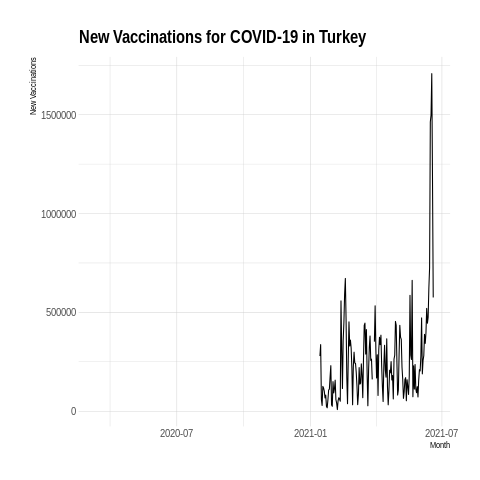 New Vaccinations for COVID-19 in Turkey
New Vaccinations
1500000
1000000
500000
0
2020-07
2021-01
2021-07
Month